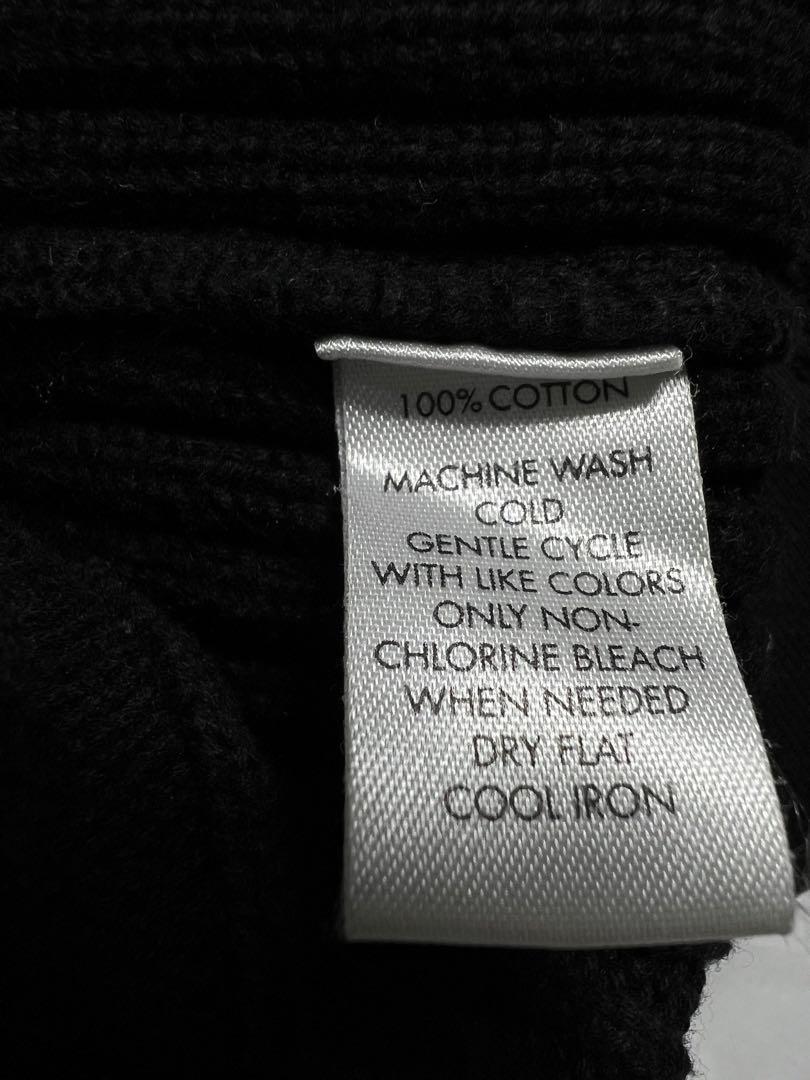 100% COTTON
MACHINE WASH
COLD
GENTLE CYCLE
WITH LIKE COLORS
ONLY NON-
CHLORINE BLEACH
WHEN NEEDED
DRY FLAT
COOL IRON